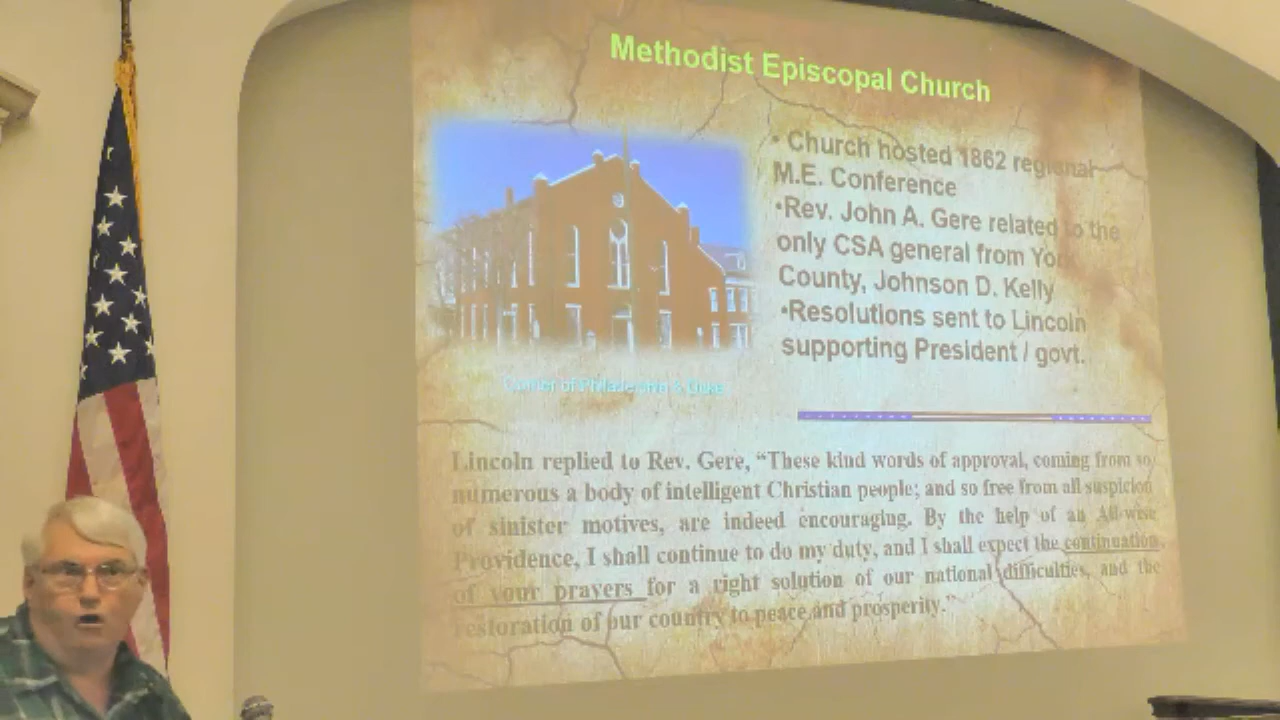 Methodist Episcopal Church
• Church hosted 1862 regional
M.E. Conference
•Rev. John A. Gere related to the
only CSA general from York
County, Johnson D. Kelly
•Resolutions sent to Lincoln
supporting President / govt.
Corner of Philadelphia & Duke
Lincoln replied to Rev. Gere, “These kind words of approval, coming from so
numerous a body of intelligent Christian people; and so free from all suspicion
of sinister motives, are indeed encouraging. By the help of an All-wise
Providence, I shall continue to do my duty, and I shall expect the continuation
of your prayers for a right solution of our national difficulties, and the
restoration of our country to peace and prosperity.”